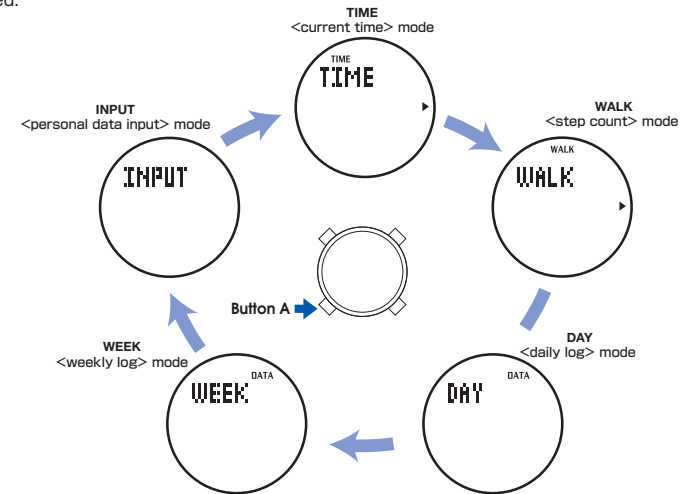 ed.
TIME
<current time> mode
TIME
TIME
INPUT
<personal data input> mode
INPUT
WALK
<step count> mode
WALK
WALK
Button A
WEEK
<weekly log> mode
DATA
WEEK
DAY
<daily log> mode
DATA
DAY